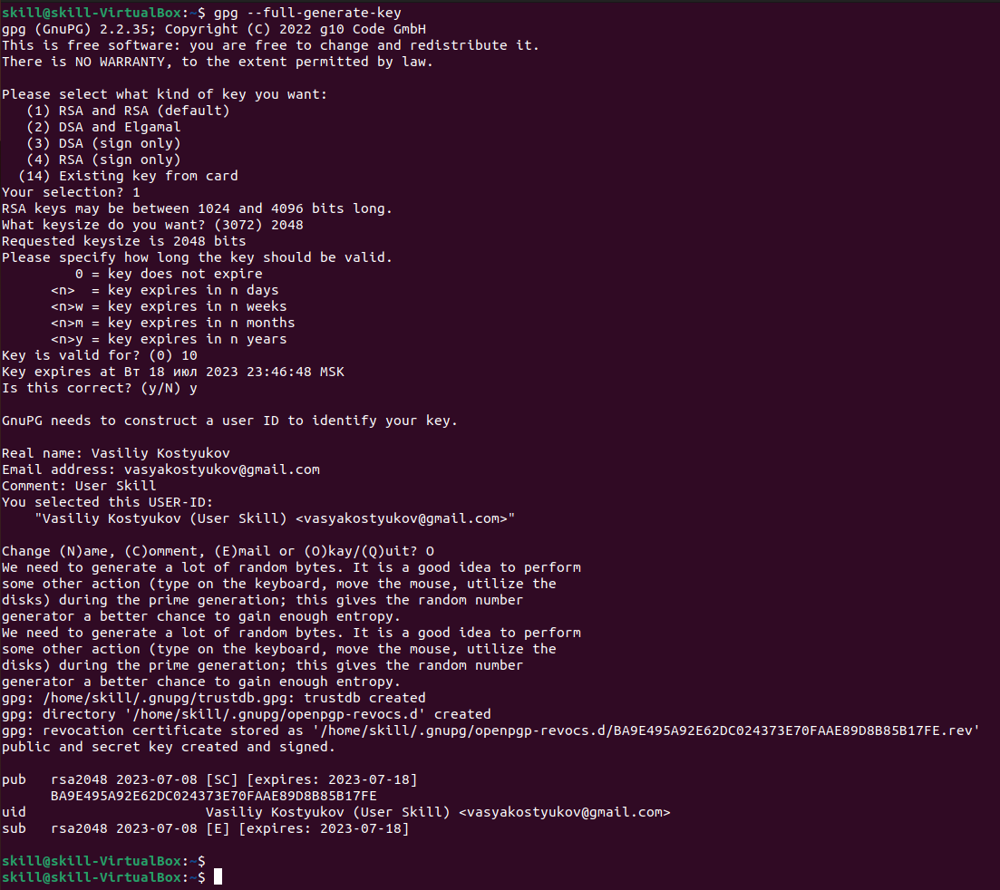 skill@skill-VirtualBox:~$ gpg --full-generate-key
gpg (GnuPG) 2.2.35; Copyright (C) 2022 g10 Code GmbH
This is free software: you are free to change and redistribute it.
There is NO WARRANTY, to the extent permitted by law.

Please select what kind of key you want:
   (1) RSA and RSA (default)
   (2) DSA and Elgamal
   (3) DSA (sign only)
   (4) RSA (sign only)
  (14) Existing key from card
Your selection? 1
RSA keys may be between 1024 and 4096 bits long.
What keysize do you want? (3072) 2048
Requested keysize is 2048 bits
Please specify how long the key should be valid.
         0 = key does not expire
      <n>  = key expires in n days
      <n>w = key expires in n weeks
      <n>m = key expires in n months
      <n>y = key expires in n years
Key is valid for? (0) 10
Key expires at Вт 18 июл 2023 23:46:48 MSK
Is this correct? (y/N) y

GnuPG needs to construct a user ID to identify your key.

Real name: Vasiliy Kostyukov
Email address: vasyakostyukov@gmail.com
Comment: User Skill
You selected this USER-ID:
    "Vasiliy Kostyukov (User Skill) <vasyakostyukov@gmail.com>"

Change (N)ame, (C)omment, (E)mail or (O)kay/(Q)uit? O
We need to generate a lot of random bytes. It is a good idea to perform
some other action (type on the keyboard, move the mouse, utilize the
disks) during the prime generation; this gives the random number
generator a better chance to gain enough entropy.
We need to generate a lot of random bytes. It is a good idea to perform
some other action (type on the keyboard, move the mouse, utilize the
disks) during the prime generation; this gives the random number
generator a better chance to gain enough entropy.
gpg: /home/skill/.gnupg/trustdb.gpg: trustdb created
gpg: directory '/home/skill/.gnupg/openpgp-revocs.d' created
gpg: revocation certificate stored as '/home/skill/.gnupg/openpgp-revocs.d/BA9E495A92E62DC024373E70FAAE89D8B85B17FE.rev'
public and secret key created and signed.

pub   rsa2048 2023-07-08 [SC] [expires: 2023-07-18]
      BA9E495A92E62DC024373E70FAAE89D8B85B17FE
uid                      Vasiliy Kostyukov (User Skill) <vasyakostyukov@gmail.com>
sub   rsa2048 2023-07-08 [E] [expires: 2023-07-18]

skill@skill-VirtualBox:~$
skill@skill-VirtualBox:~$